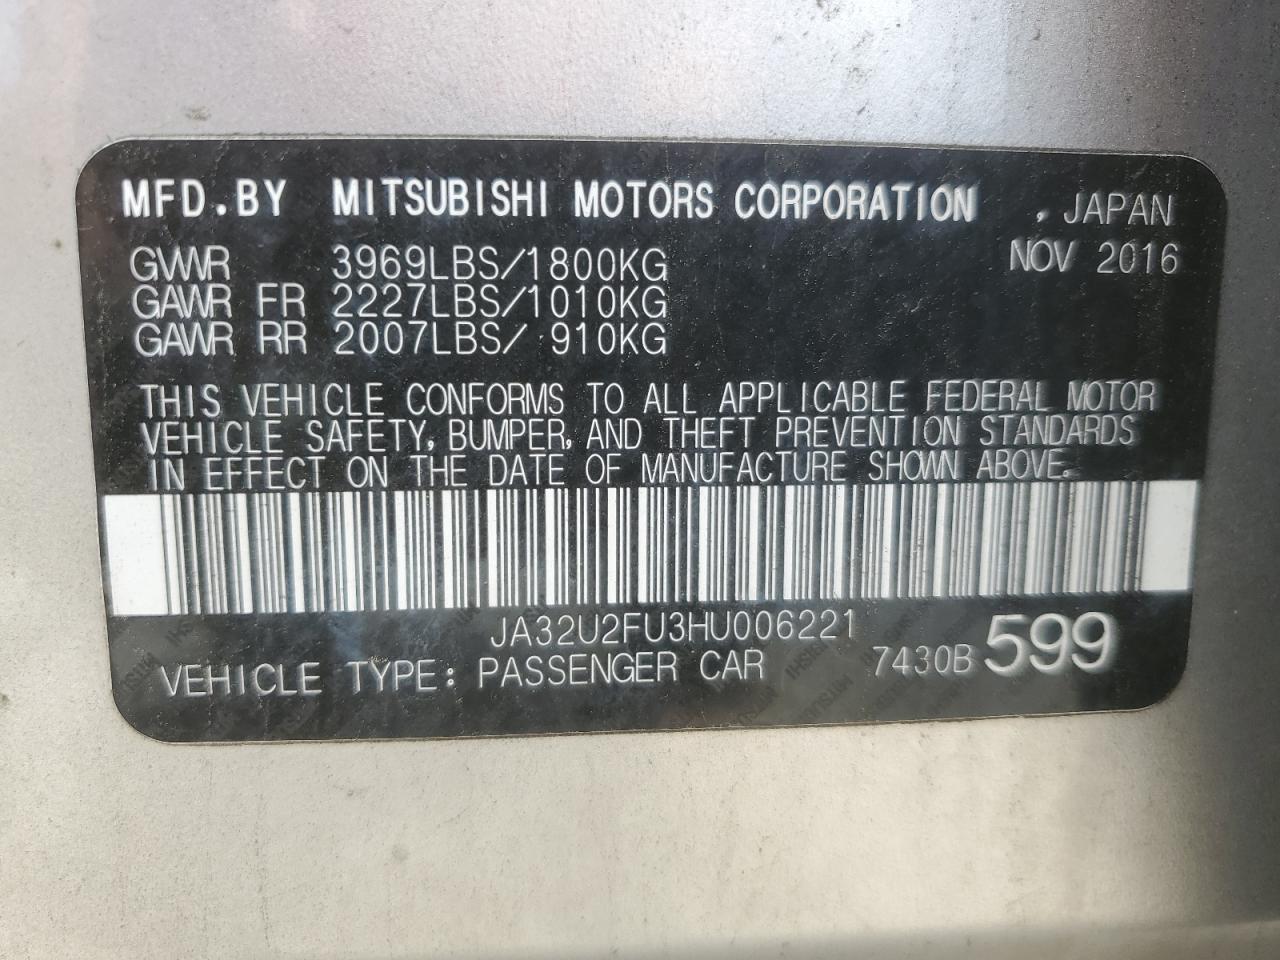 MFD.BY MITSUBISHI MOTORS CORPORATION , JAPAN
GVWR 3969LBS/1800KG NOV 2016
GAWR FR 2227LBS/1010KG
GAWR RR 2007LBS/ 910KG
THIS VEHICLE CONFORMS TO ALL APPLICABLE FEDERAL MOTOR
VEHICLE SAFETY, BUMPER, AND THEFT PREVENTION STANDARDS
IN EFFECT ON THE DATE OF MANUFACTURE SHOWN ABOVE.
JA32U2FU3HU006221
VEHICLE TYPE: PASSENGER CAR 7430B 599